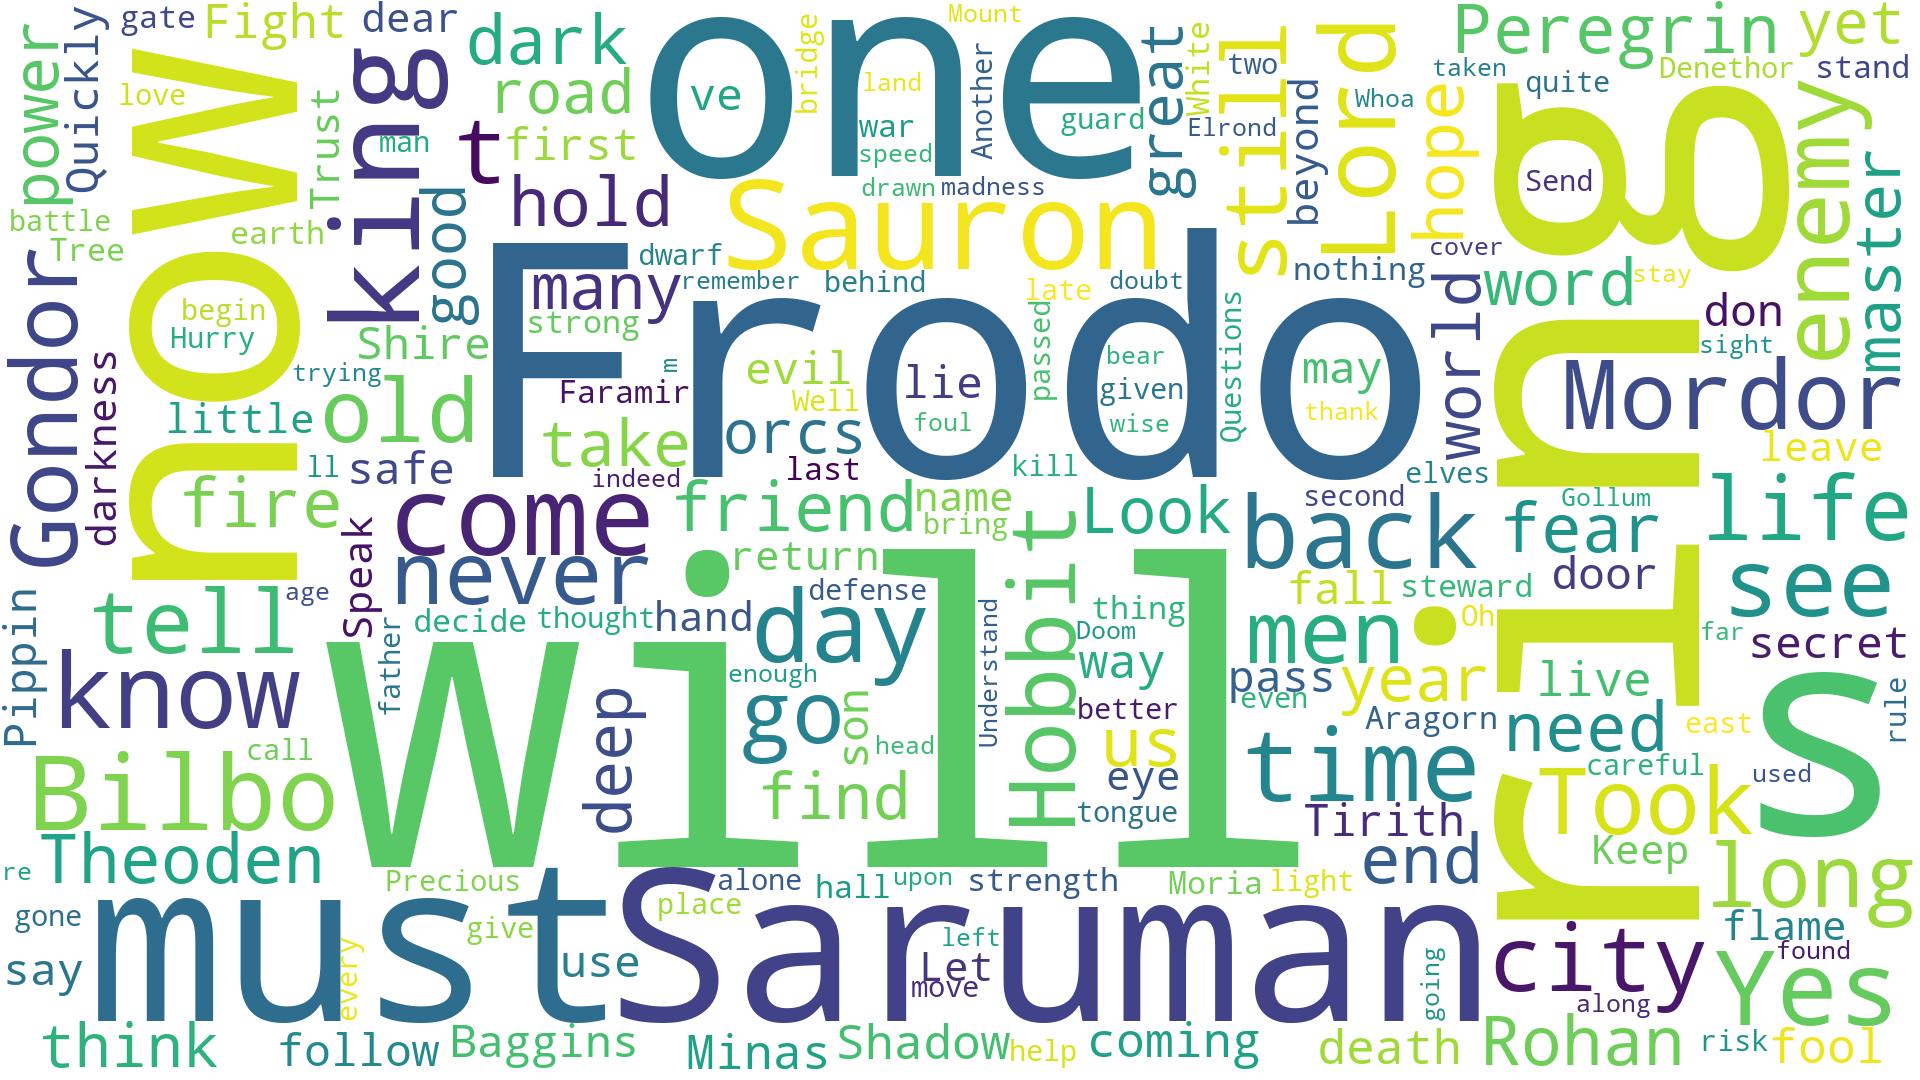 gate
Fight
dear
dark
one
Mount
Peregrin
yet
power
Quickly
now
love
king
road
ve
bridge
land
Another
great
White
still
two
Lord
taken
Denethor
stand
quite
Trust
man
t
first
war
guard
Elrond
beyond
Whoa
hope
ring
enemy
master
speed
drawn
madness
hold
Send
battle
Tree
earth
good
Sauron
cover
Gondor
dwarf
remember
behind
late
doubt
nothing
world
word
stay
begin
Hurry
many
Frodo
strong
Shire
passed
Questions
don
sight
darkness
trying
m
evil
lie
bear
given
may
Mordor
Faramir
Well
foul
wise
thank
little
old
take
orcs
leave
fire
ll
safe
indeed
last
kill
elves
come
friend
name
Look
second
back
Gollum
fear
life
bring
Hobbit
Speak
never
return
Pippin
tell
age
defense
fall
steward
door
see
father
decide
thought
hand
day
Understand
thing
Doom
men
Oh
far
secret
know
will
enough
way
pass
year
live
s
rule
deep
go
son
better
even
Aragorn
need
east
call
head
us
Bilbo
find
eye
time
careful
used
tongue
Tirith
Took
Theoden
end
Keep
long
re
Precious
alone
hall
upon
strength
Moria
light
must
place
Saruman
gone
give
flame
say
every
use
left
Let
move
going
city
found
Yes
along
think
follow
Baggins
Minas
Shadow
help
coming
death
Rohan
risk
fool